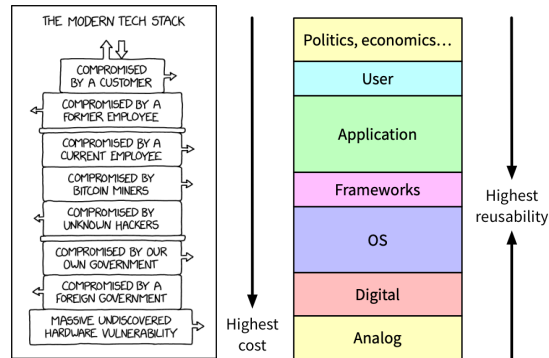 THE MODERN TECH STACK
COMPROMISED
BY A CUSTOMER
COMPROMISED BY A
FORMER EMPLOYEE
COMPROMISED BY A
CURRENT EMPLOYEE
COMPROMISED BY
BITCOIN MINERS
COMPROMISED BY
UNKNOWN HACKERS
COMPROMISED BY OUR
OWN GOVERNMENT
COMPROMISED BY A
FOREIGN GOVERNMENT
MASSIVE UNDISCOVERED
HARDWARE VULNERABILITY
Highest
cost
Politics, economics…
User
Application
Frameworks
OS
Digital
Analog
Highest
reusability